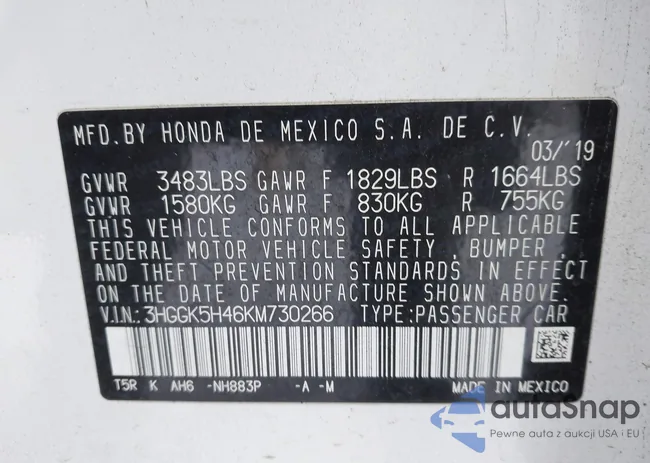 MFD.BY HONDA DE MEXICO S.A. DE C.V.
03/'19
GVWR 3483LBS GAWR F 1829LBS R 1664LBS
GVWR 1580KG GAWR F 830KG R 755KG
THIS VEHICLE CONFORMS TO ALL APPLICABLE
FEDERAL MOTOR VEHICLE SAFETY , BUMPER ,
AND THEFT PREVENTION STANDARDS IN EFFECT
ON THE DATE OF MANUFACTURE SHOWN ABOVE.
V.I.N.: 3HGGK5H46KM730266 TYPE:PASSENGER CAR
T5R K AH6 -NH883P -A -M MADE IN MEXICO
autoSnap
Pewne auta z aukcji USA i EU